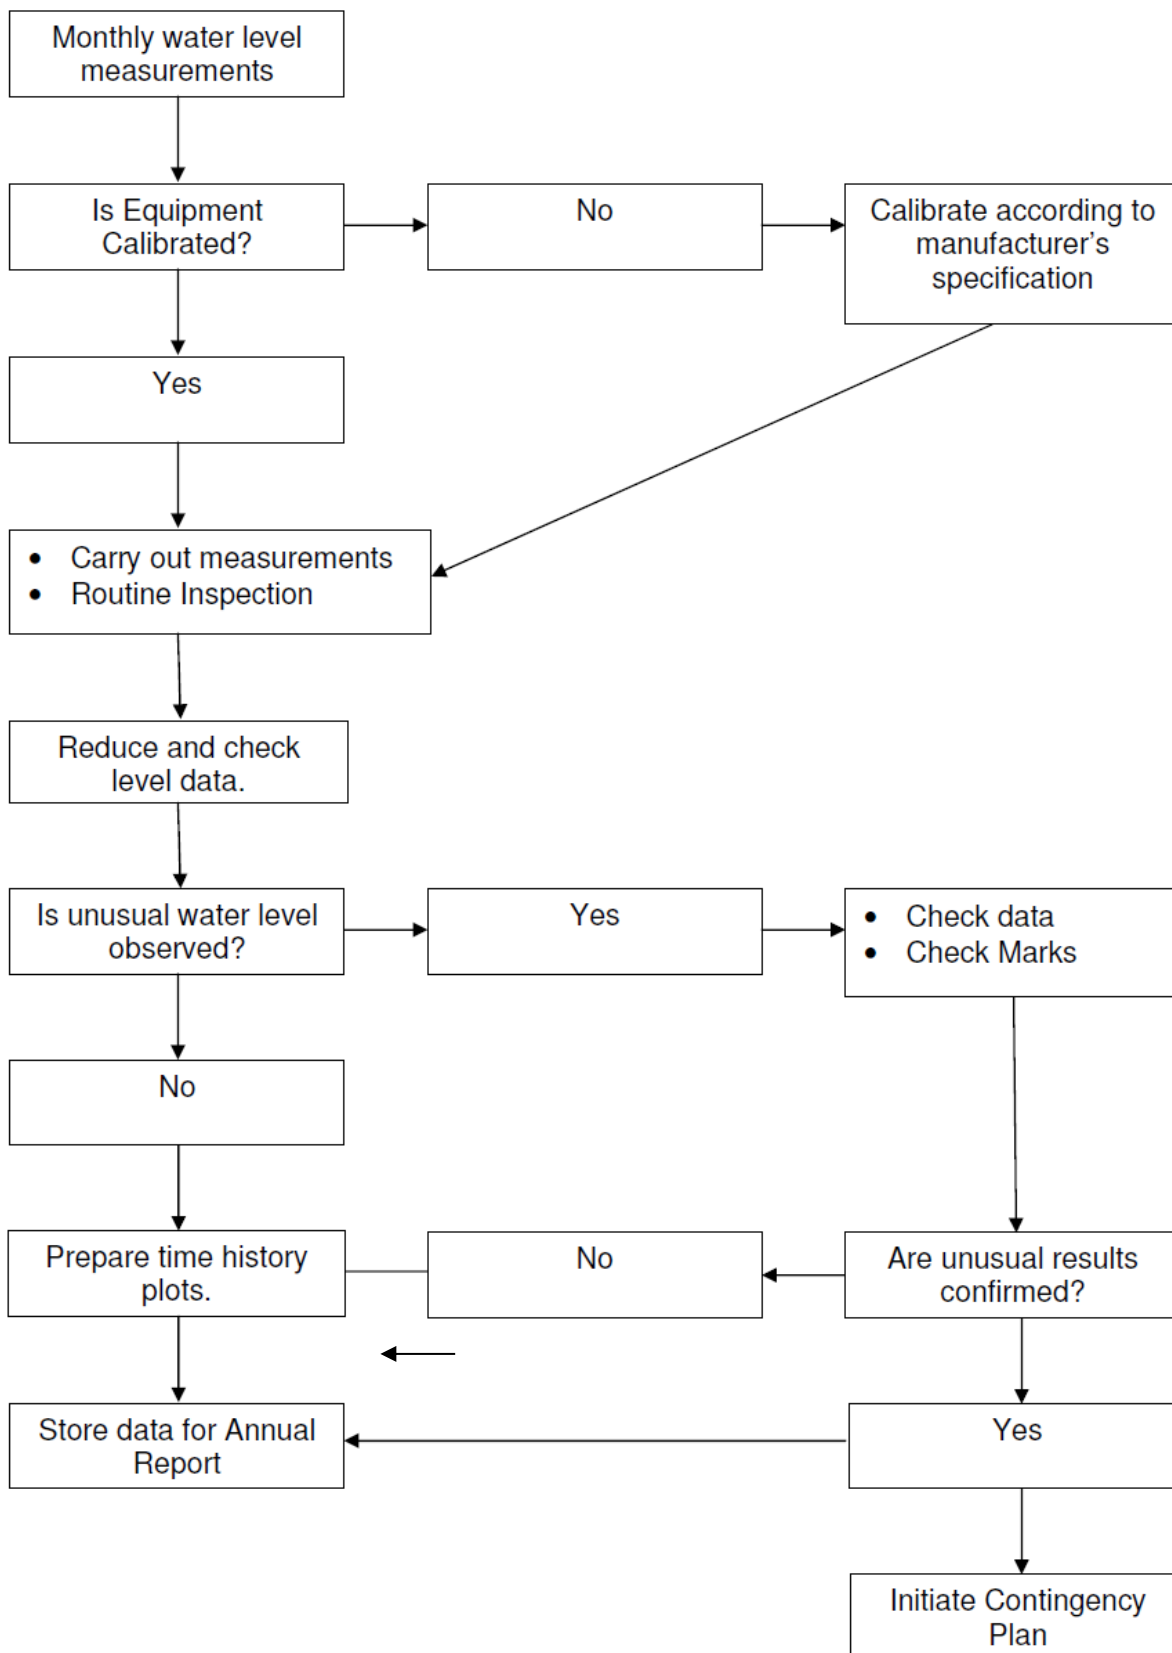 Monthly water level
measurements
Is Equipment
Calibrated?
No
Calibrate according to
manufacturer’s
specification
Yes
• Carry out measurements
• Routine Inspection
Reduce and check
level data.
Is unusual water level
observed?
Yes
• Check data
• Check Marks
No
Prepare time history
plots.
No
Are unusual results
confirmed?
Store data for Annual
Report
Yes
Initiate Contingency
Plan